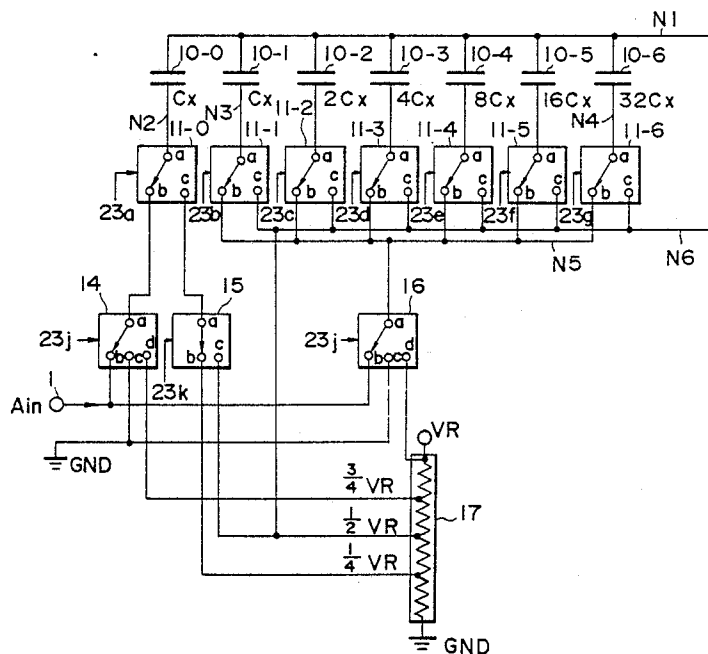 N1
10-0 10-1 10-2 10-3 10-4 10-5 10-6
Cx Cx 2Cx 4Cx 8Cx 16Cx 32Cx
N2 N3 N4
11-0 11-1 11-2 11-3 11-4 11-5 11-6
a a a a a a a
b c b c b c b c b c b c b c
23a 23b 23c 23d 23e 23f 23g
N5 N6
14 15 16
a a a
23j b c d 23k b c 23j b c d
Ain 1
VR
GND
3/4 VR
17
1/2 VR
1/4 VR
GND